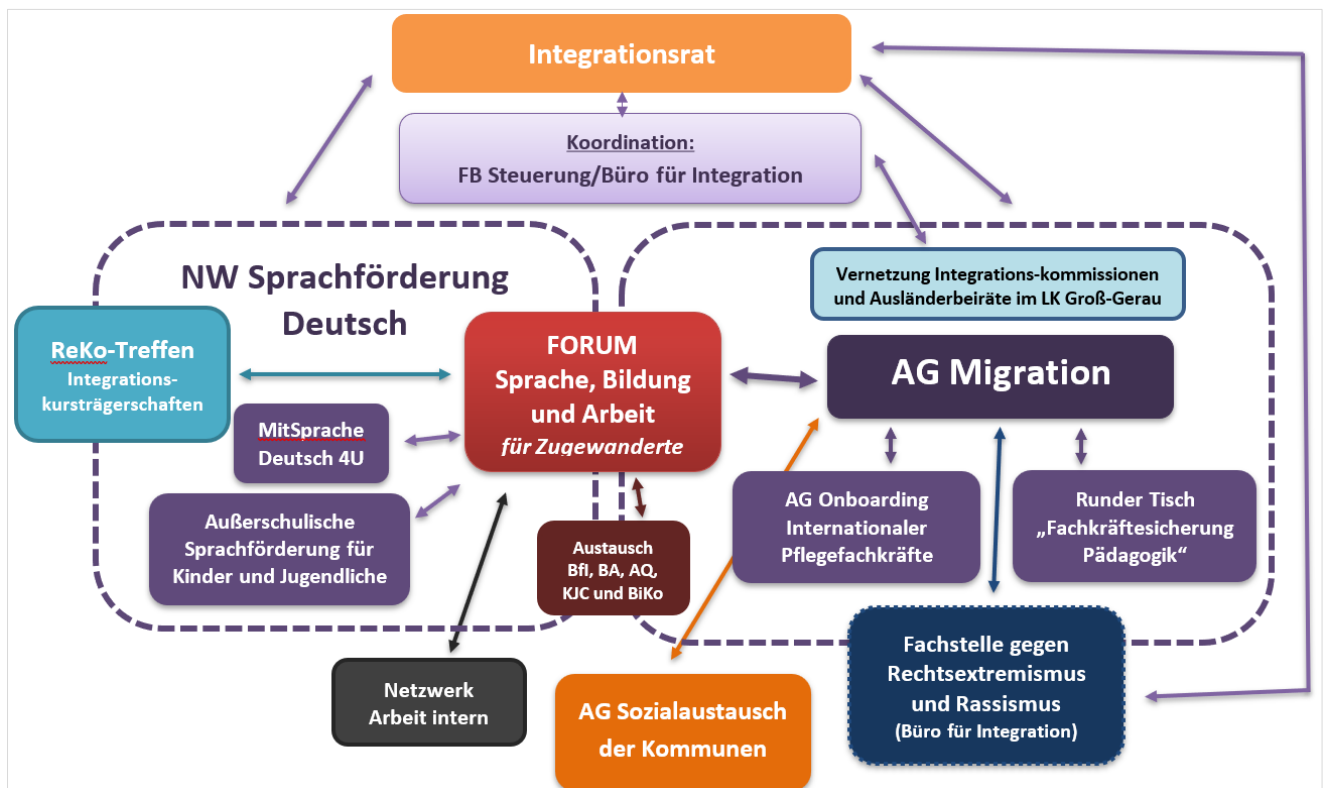 Integrationsrat
Koordination:
FB Steuerung/Büro für Integration
NW Sprachförderung
Deutsch
Vernetzung Integrations-kommissionen
und Ausländerbeiräte im LK Groß-Gerau
ReKo-Treffen
Integrations-
kursträgerschaften
FORUM
Sprache, Bildung
und Arbeit
für Zugewanderte
AG Migration
MitSprache
Deutsch 4U
Außerschulische
Sprachförderung für
Kinder und Jugendliche
Austausch
BfI, BA, AQ,
KJC und BiKo
AG Onboarding
Internationaler
Pflegefachkräfte
Runder Tisch
„Fachkräftesicherung
Pädagogik“
Netzwerk
Arbeit intern
AG Sozialaustausch
der Kommunen
Fachstelle gegen
Rechtsextremismus
und Rassismus
(Büro für Integration)